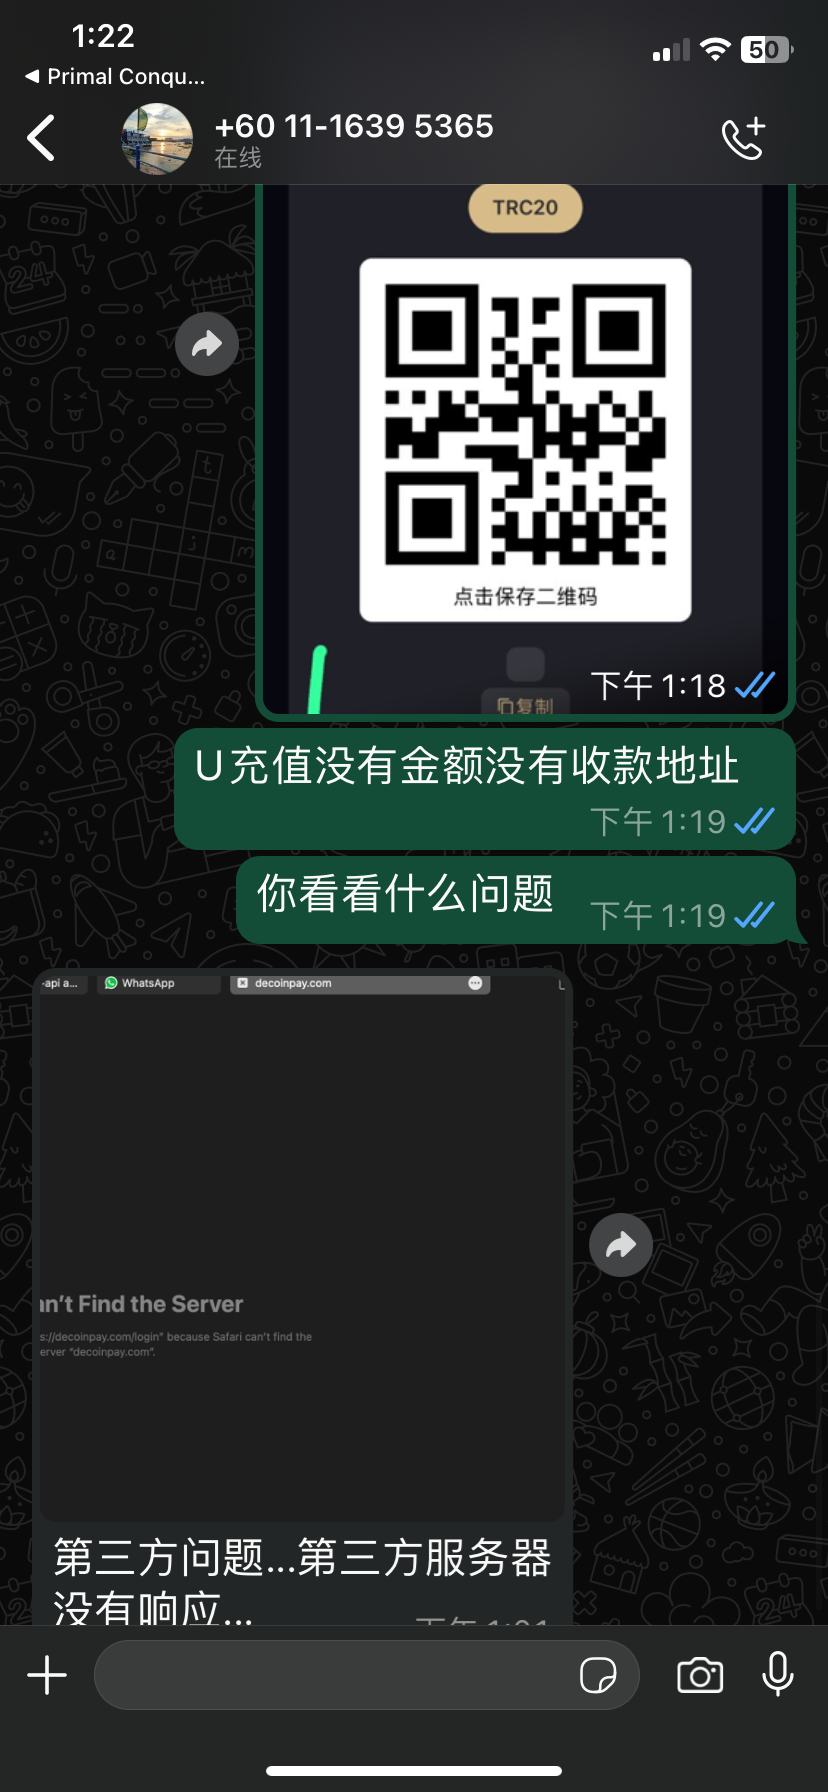 1:22
50
Primal Conqu...
+60 11-1639 5365
在线
TRC20
点击保存二维码
复制
下午 1:18
U充值没有金额没有收款地址
下午 1:19
你看看什么问题
下午 1:19
-api a...
WhatsApp
decoinpay.com
an't Find the Server
s://decoinpay.com/login" because Safari can't find the
erver "decoinpay.com".
第三方问题...第三方服务器
没有响应...